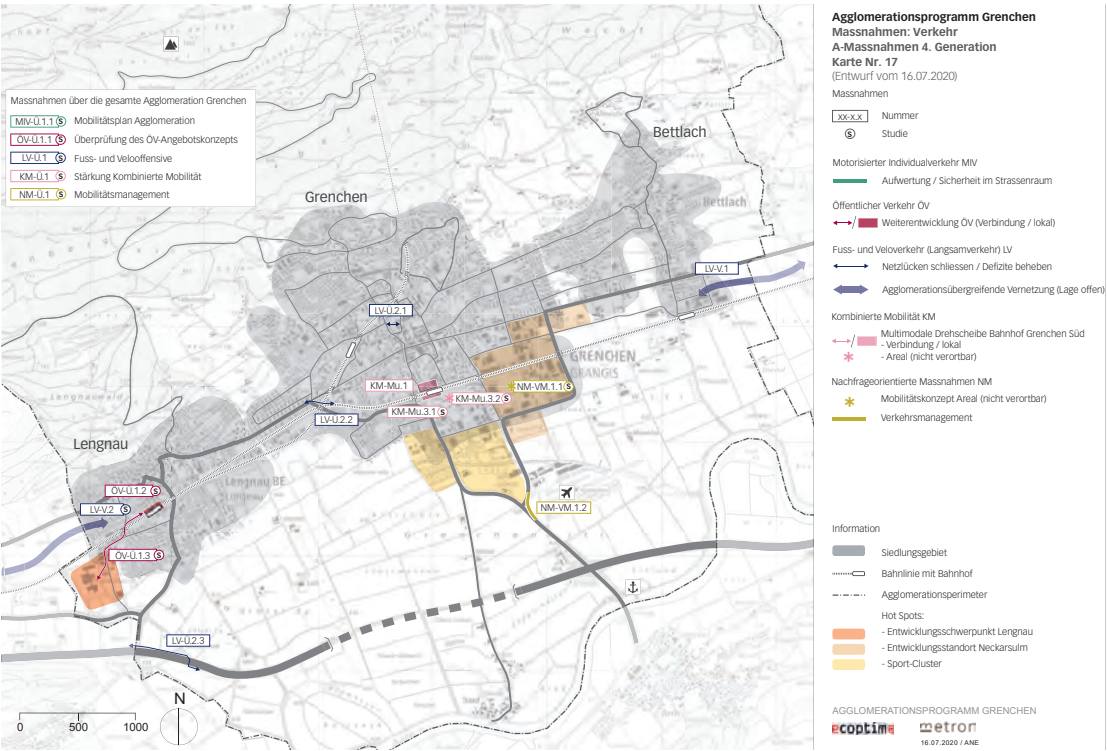 Agglomerationsprogramm Grenchen
Massnahmen: Verkehr
A-Massnahmen 4. Generation
Karte Nr. 17
(Entwurf vom 16.07.2020)
Massnahmen
xx-x.x Nummer
S Studie
Motorisierter Individualverkehr MIV
Aufwertung / Sicherheit im Strassenraum
Öffentlicher Verkehr ÖV
/ Weiterentwicklung ÖV (Verbindung / lokal)
Fuss- und Veloverkehr (Langsamverkehr) LV
Netzlücken schliessen / Defizite beheben
Agglomerationsübergreifende Vernetzung (Lage offen)
Kombinierte Mobilität KM
Multimodale Drehscheibe Bahnhof Grenchen Süd
/ - Verbindung / lokal
- Areal (nicht verortbar)
Nachfrageorientierte Massnahmen NM
Mobilitätskonzept Areal (nicht verortbar)
Verkehrsmanagement
Information
Siedlungsgebiet
Bahnlinie mit Bahnhof
Agglomerationsperimeter
Hot Spots:
- Entwicklungsschwerpunkt Lengnau
- Entwicklungsstandort Neckarsulm
- Sport-Cluster
AGGLOMERATIONSPROGRAMM GRENCHEN
ecoptima metron
16.07.2020 / ANE
Massnahmen über die gesamte Agglomeration Grenchen
MIV-Ü.1.1 S Mobilitätsplan Agglomeration
ÖV-Ü.1.1 S Überprüfung des ÖV-Angebotskonzepts
LV-Ü.1 S Fuss- und Velooffensive
KM-Ü.1 S Stärkung Kombinierte Mobilität
NM-Ü.1 S Mobilitätsmanagement
Bettlach
Grenchen
Bettlach
LV-V.1
LV-Ü.2.1
GRENCHEN
GRANGES
KM-Mu.1
NM-VM.1.1 S
KM-Mu.3.2 S
KM-Mu.3.1 S
LV-Ü.2.2
Lengnau
Lengnau BE
ÖV-Ü.1.2 S
LV-V.2 S
NM-VM.1.2
ÖV-Ü.1.3 S
LV-Ü.2.3
N
0 500 1000